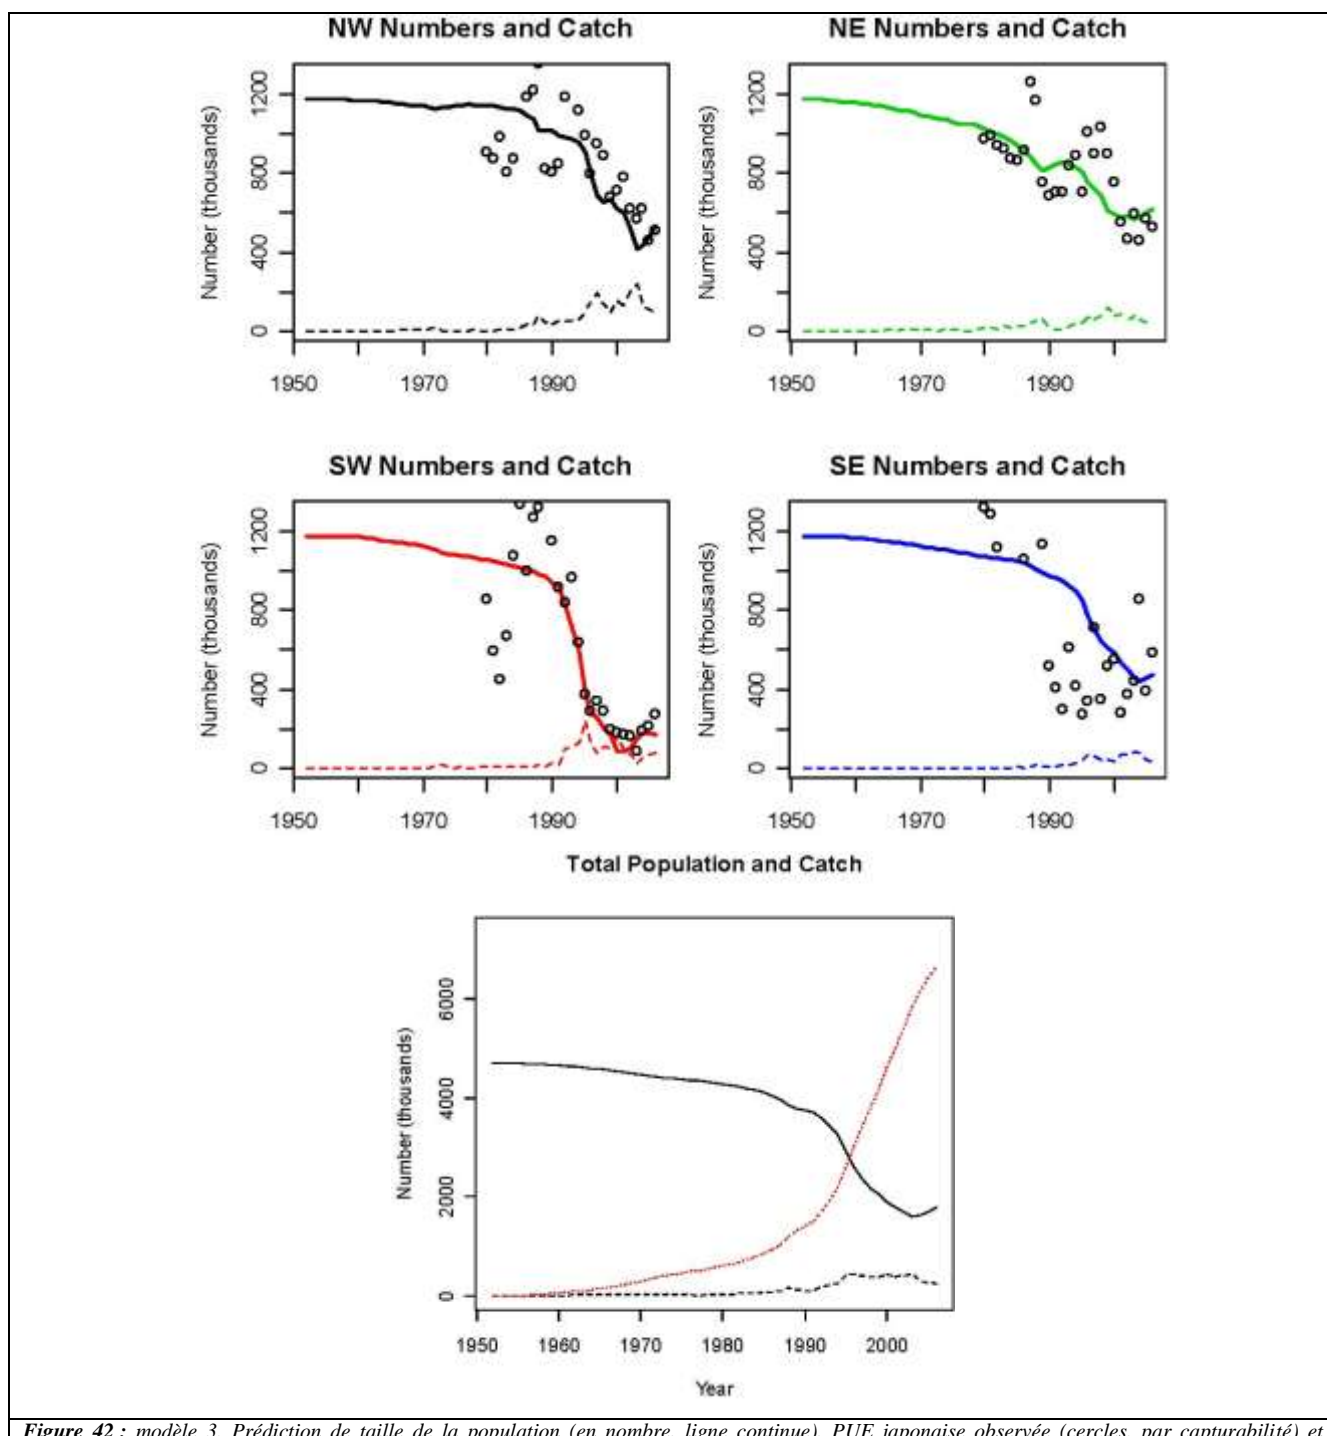 NW Numbers and Catch
NE Numbers and Catch
Number (thousands)
0 400 800 1200
1950 1970 1990
Number (thousands)
0 400 800 1200
1950 1970 1990
SW Numbers and Catch
SE Numbers and Catch
Number (thousands)
0 400 800 1200
1950 1970 1990
Number (thousands)
0 400 800 1200
1950 1970 1990
Total Population and Catch
Number (thousands)
0 2000 4000 6000
1950 1960 1970 1980 1990 2000
Year
Figure 42 : modèle 3. Prédiction de taille de la population (en nombre, ligne continue), PUE japonaise observée (cercles, par capturabilité) et